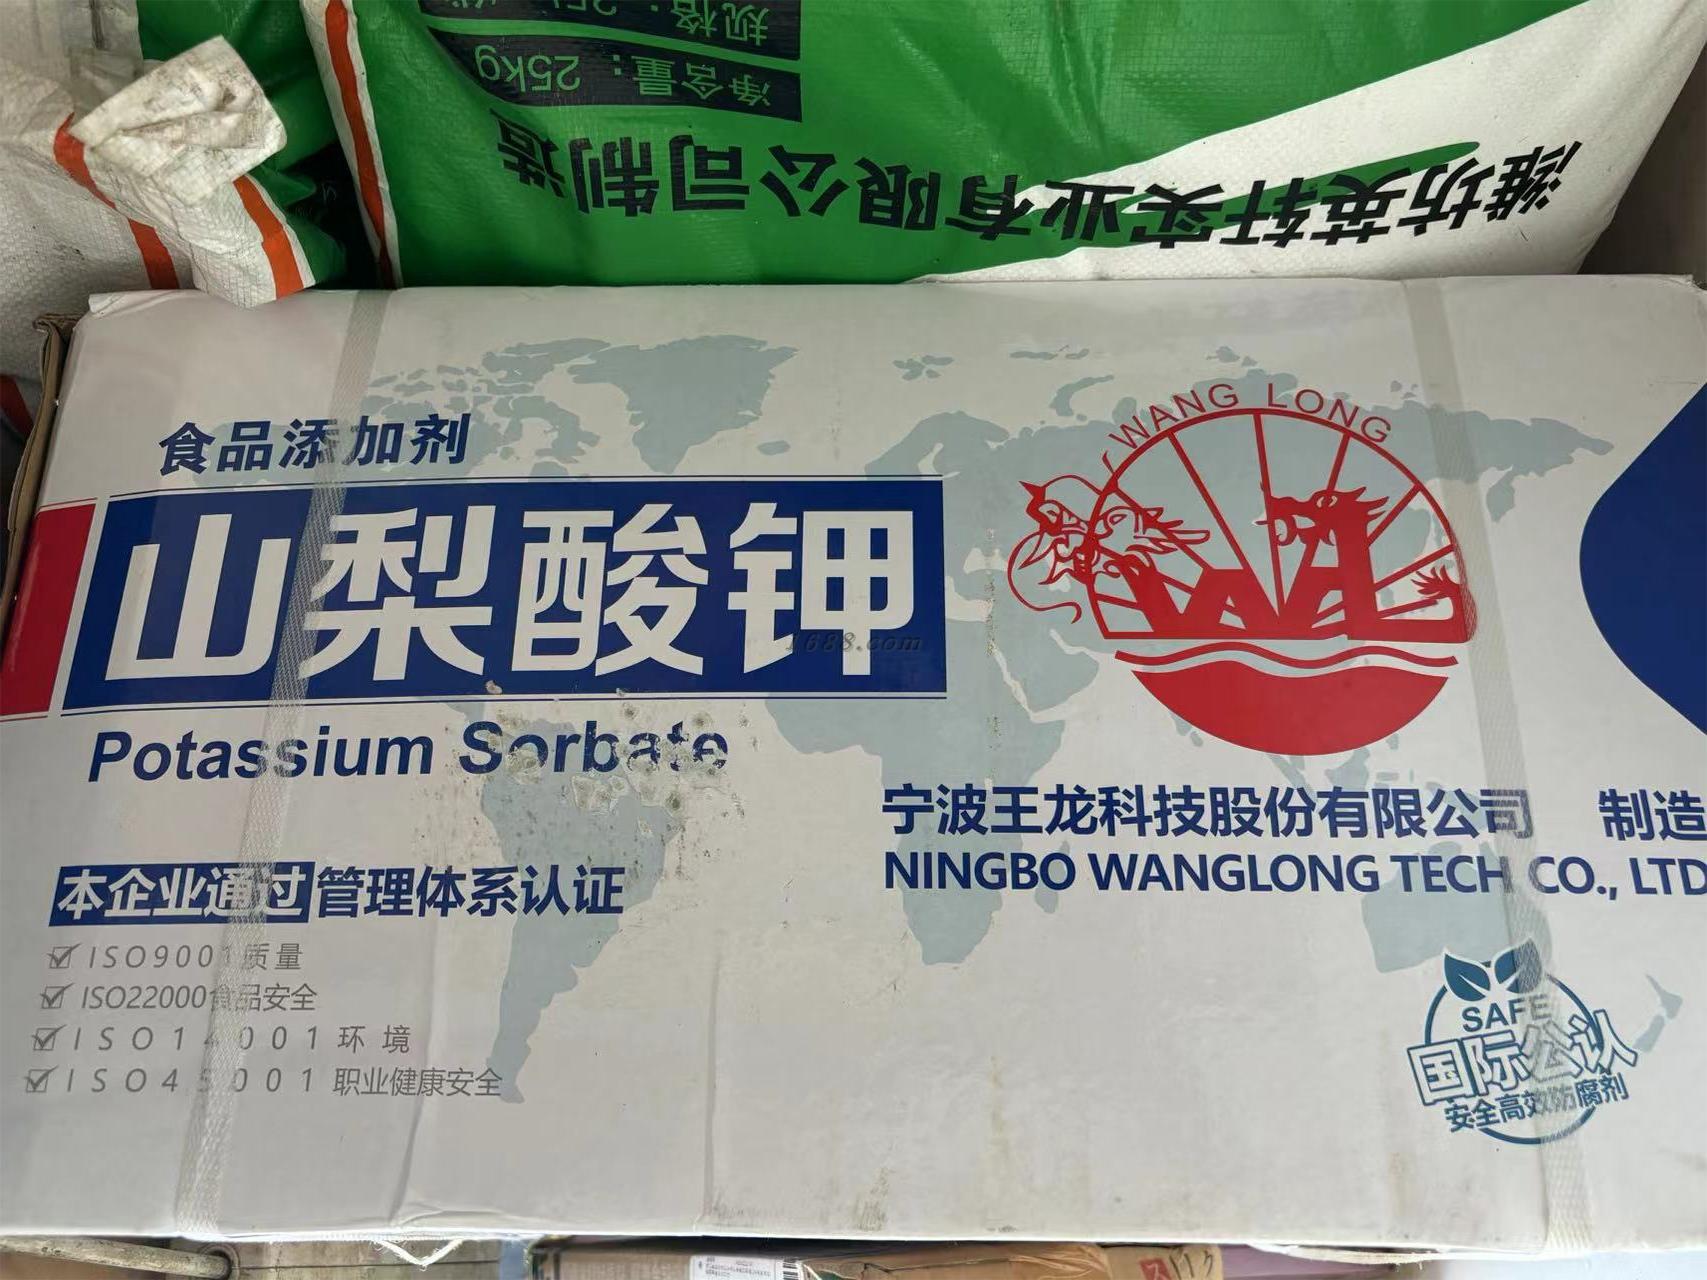 规格：25kg
净含量：25kg
潍坊英轩实业有限公司制造
食品添加剂
山梨酸钾
Potassium Sorbate
1688.com
WANG LONG
WL
宁波王龙科技股份有限公司 制造
NINGBO WANGLONG TECH CO., LTD
本企业通过管理体系认证
ISO9001质量
ISO22000食品安全
ISO14001环境
ISO45001职业健康安全
SAFE
国际公认
安全高效防腐剂